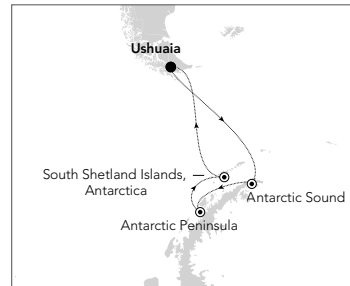 Ushuaia
South Shetland Islands,
Antarctica
Antarctic Sound
Antarctic Peninsula